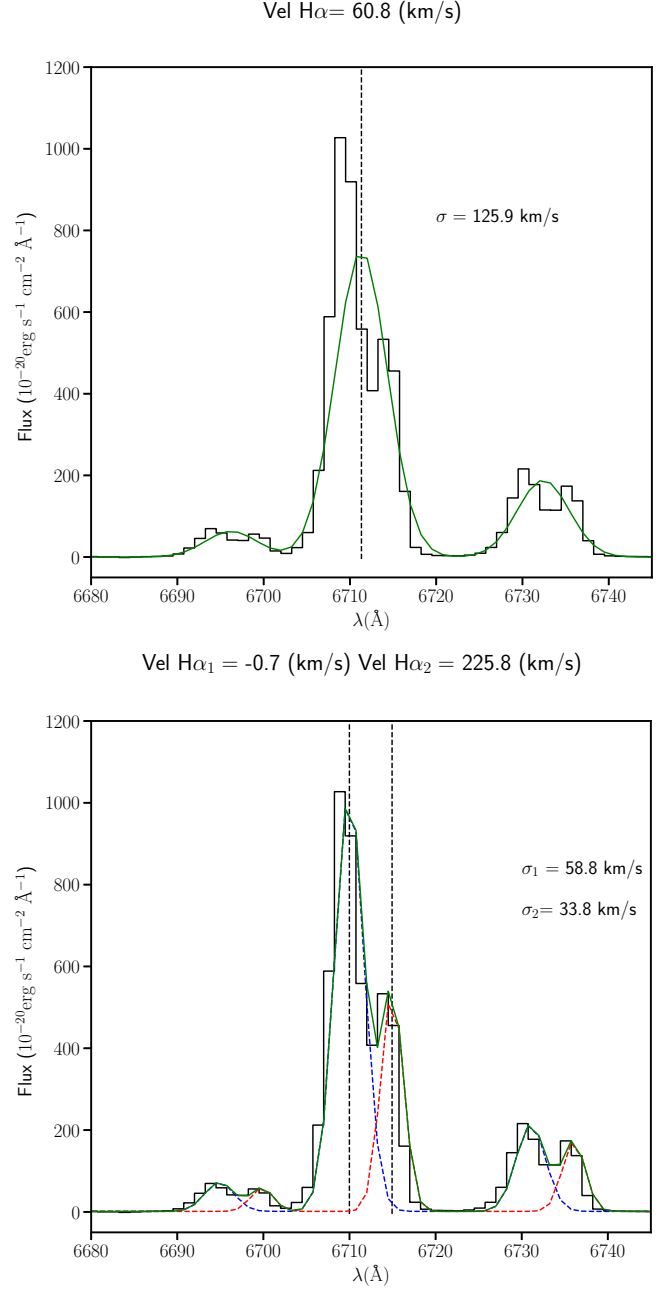 Vel Hα= 60.8 (km/s)
1200
1000
800
600
400
200
0
Flux (10⁻²⁰erg s⁻¹ cm⁻² Å⁻¹)
σ = 125.9 km/s
6680 6690 6700 6710 6720 6730 6740
λ(Å)
Vel Hα₁ = -0.7 (km/s) Vel Hα₂ = 225.8 (km/s)
1200
1000
800
600
400
200
0
Flux (10⁻²⁰erg s⁻¹ cm⁻² Å⁻¹)
σ₁ = 58.8 km/s
σ₂= 33.8 km/s
6680 6690 6700 6710 6720 6730 6740
λ(Å)